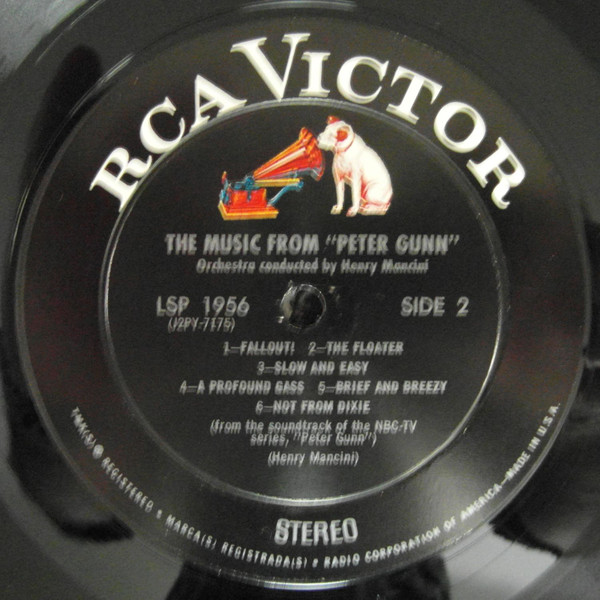 RCA VICTOR
THE MUSIC FROM "PETER GUNN"
Orchestra conducted by Henry Mancini
LSP 1956 SIDE 2
(J2PY-7175)
1—FALLOUT! 2—THE FLOATER
3—SLOW AND EASY
4—A PROFOUND GASS 5—BRIEF AND BREEZY
6—NOT FROM DIXIE
(from the soundtrack of the NBC-TV
series, "Peter Gunn")
(Henry Mancini)
STEREO
TMK(S) ® REGISTERED • MARCA(S) REGISTRADA(S) • RADIO CORPORATION OF AMERICA—MADE IN U.S.A.